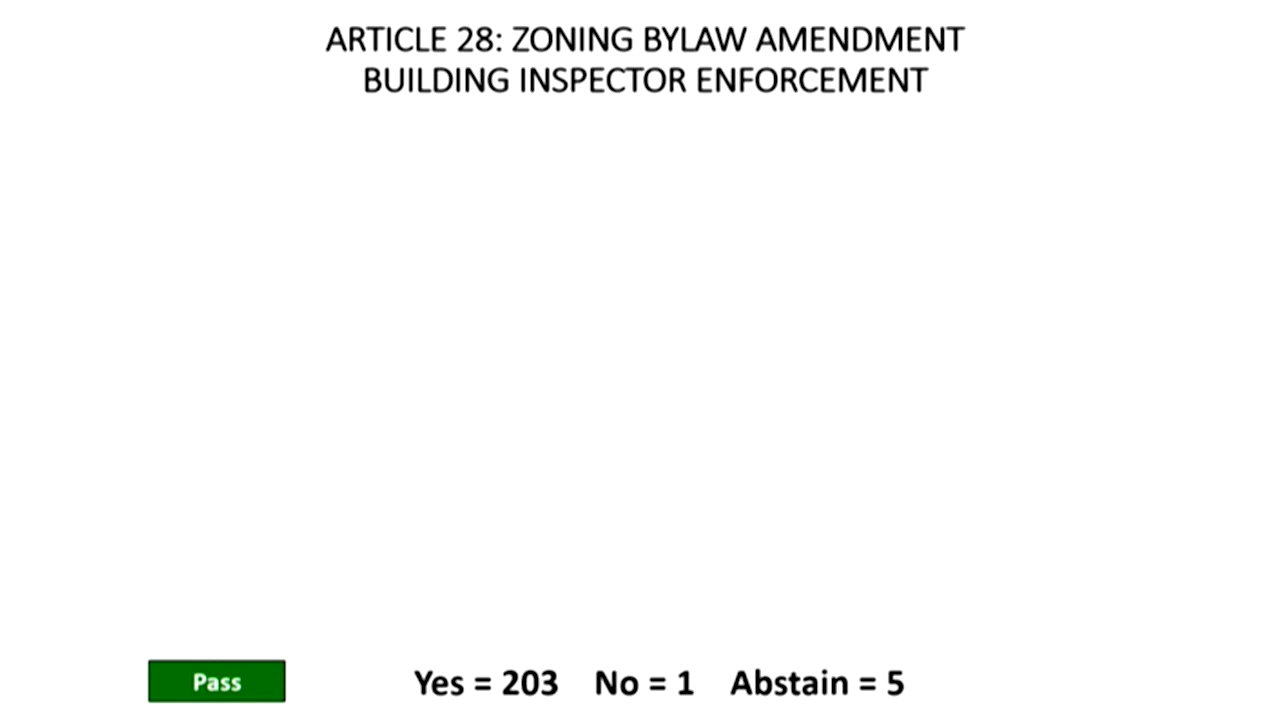 ARTICLE 28: ZONING BYLAW AMENDMENT
BUILDING INSPECTOR ENFORCEMENT
Pass Yes = 203 No = 1 Abstain = 5